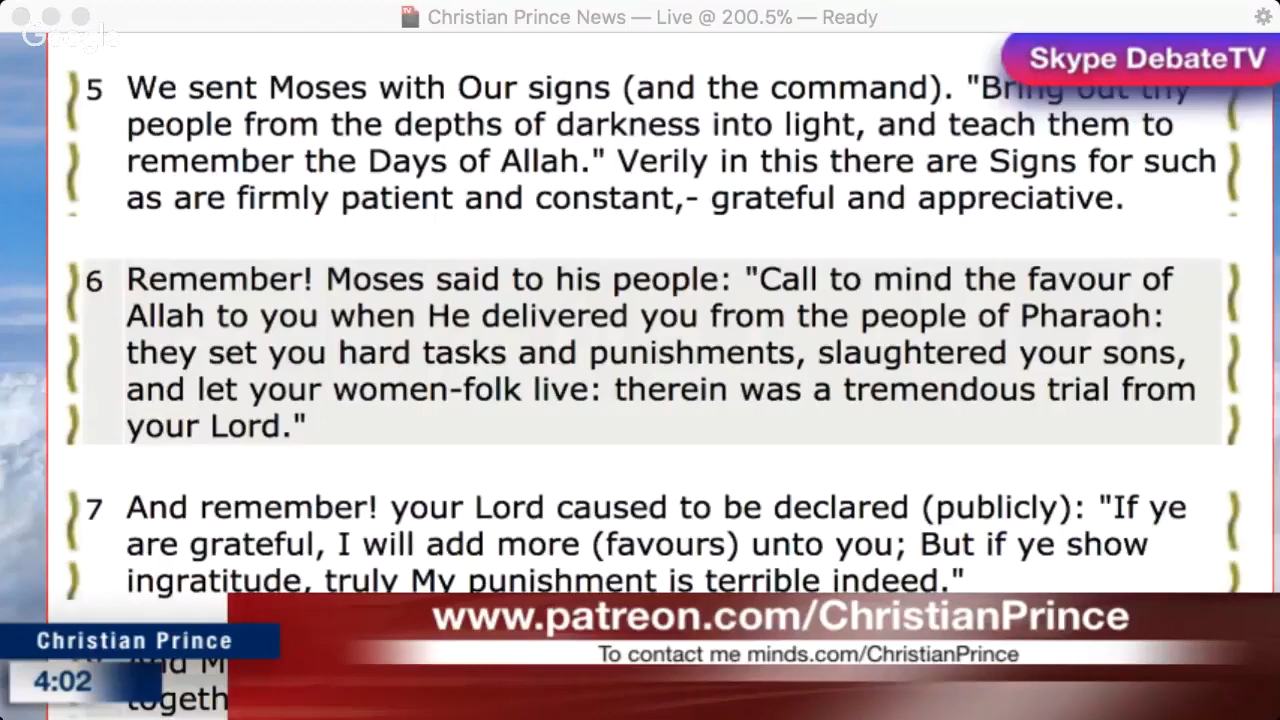 Christian Prince News — Live @ 200.5% — Ready
Google
Skype DebateTV
5 We sent Moses with Our signs (and the command). "Bring out thy
people from the depths of darkness into light, and teach them to
remember the Days of Allah." Verily in this there are Signs for such
as are firmly patient and constant,- grateful and appreciative.
6 Remember! Moses said to his people: "Call to mind the favour of
Allah to you when He delivered you from the people of Pharaoh:
they set you hard tasks and punishments, slaughtered your sons,
and let your women-folk live: therein was a tremendous trial from
your Lord."
7 And remember! your Lord caused to be declared (publicly): "If ye
are grateful, I will add more (favours) unto you; But if ye show
ingratitude, truly My punishment is terrible indeed."
www.patreon.com/ChristianPrince
To contact me minds.com/ChristianPrince
Christian Prince
4:02